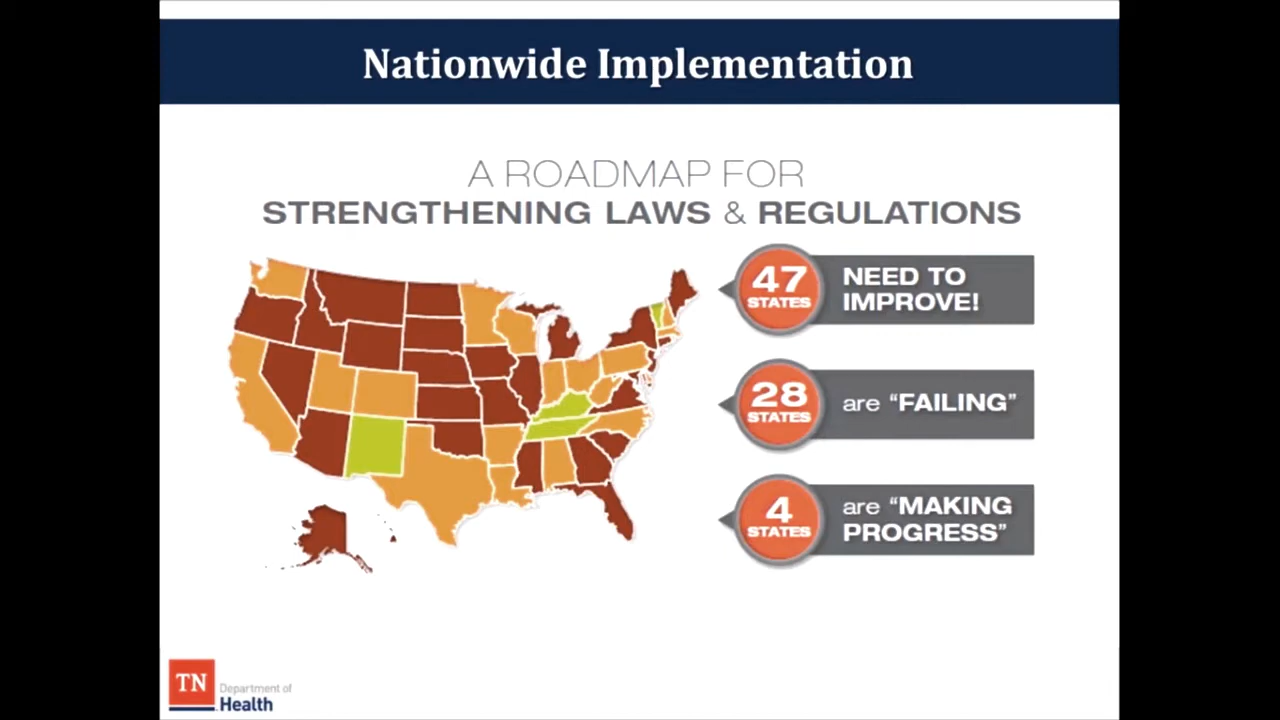 Nationwide Implementation
A ROADMAP FOR
STRENGTHENING LAWS & REGULATIONS
47
STATES
NEED TO
IMPROVE!
28
STATES
are “FAILING”
4
STATES
are “MAKING
PROGRESS”
TN
Department of
Health